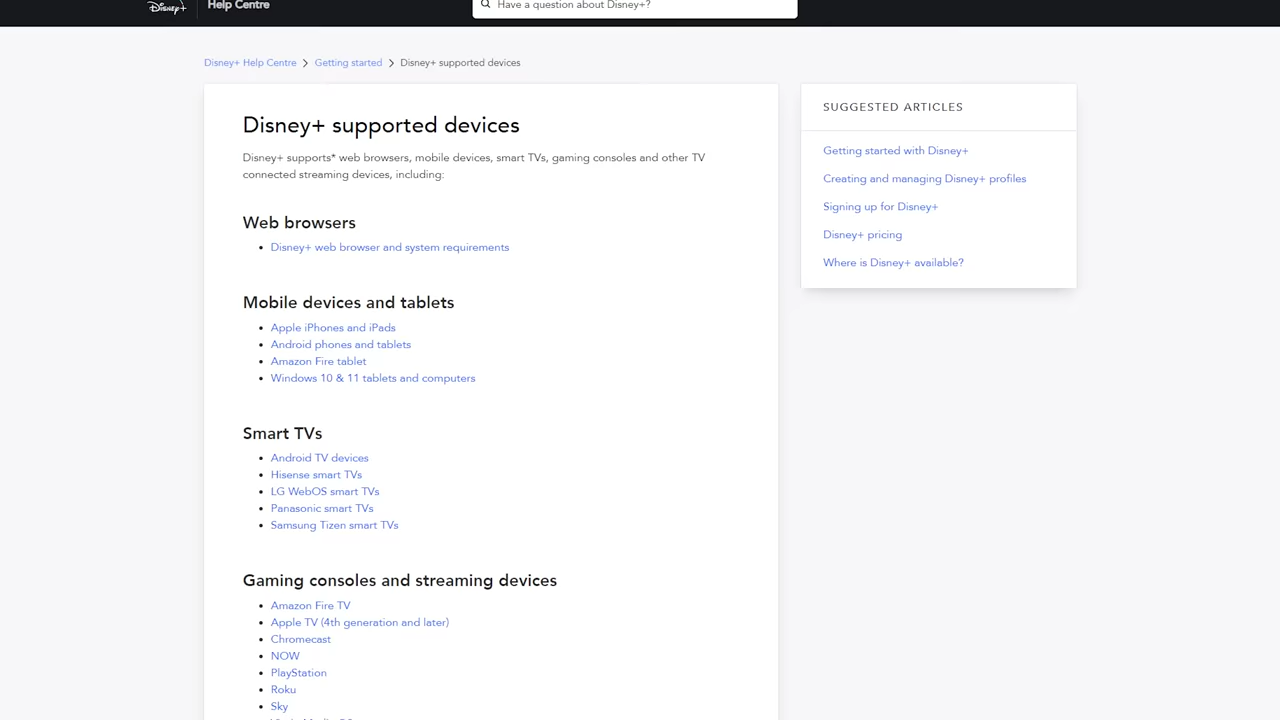 Disney+ Help Centre
Have a question about Disney+?
Disney+ Help Centre > Getting started > Disney+ supported devices
Disney+ supported devices
Disney+ supports* web browsers, mobile devices, smart TVs, gaming consoles and other TV
connected streaming devices, including:
Web browsers
Disney+ web browser and system requirements
Mobile devices and tablets
Apple iPhones and iPads
Android phones and tablets
Amazon Fire tablet
Windows 10 & 11 tablets and computers
Smart TVs
Android TV devices
Hisense smart TVs
LG WebOS smart TVs
Panasonic smart TVs
Samsung Tizen smart TVs
Gaming consoles and streaming devices
Amazon Fire TV
Apple TV (4th generation and later)
Chromecast
NOW
PlayStation
Roku
Sky
SUGGESTED ARTICLES
Getting started with Disney+
Creating and managing Disney+ profiles
Signing up for Disney+
Disney+ pricing
Where is Disney+ available?